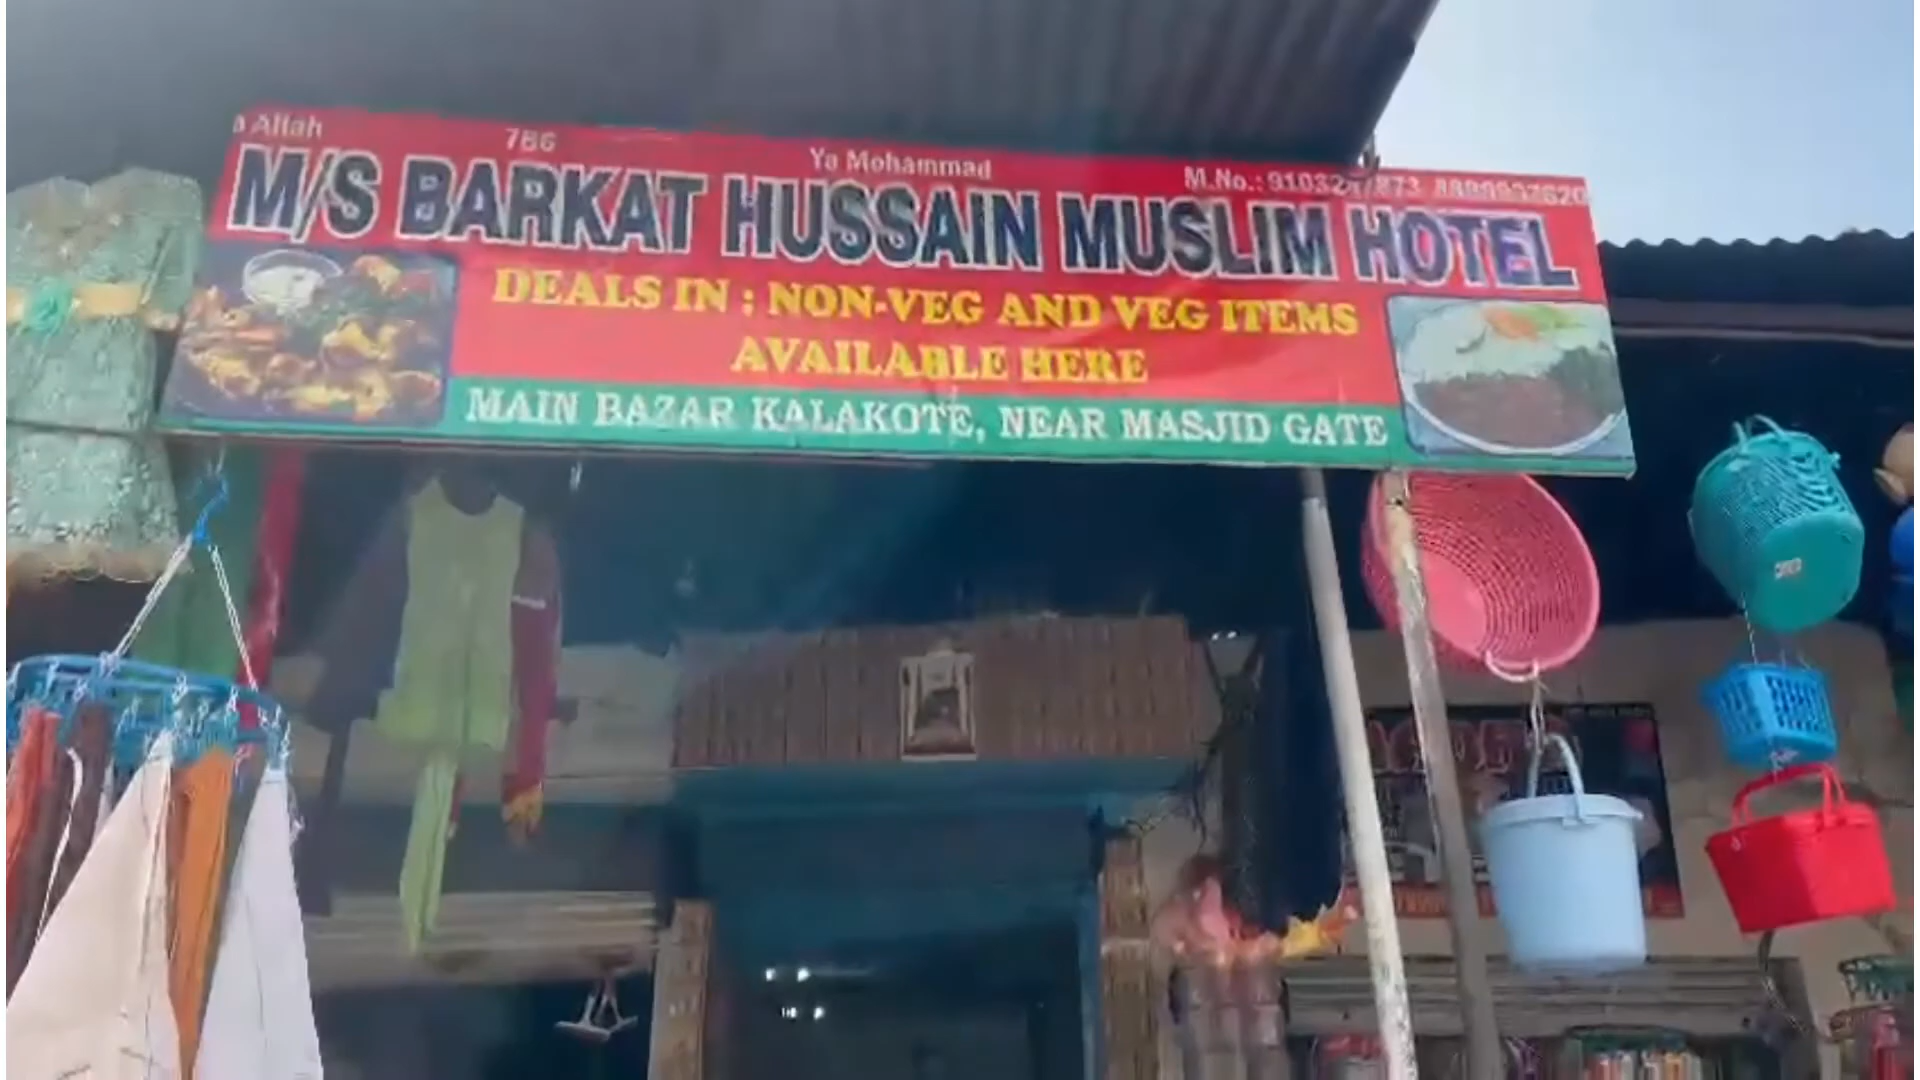 a Allah 786 Ya Mohammad M.No.:
M/S BARKAT HUSSAIN MUSLIM HOTEL
DEALS IN : NON-VEG AND VEG ITEMS
AVAILABLE HERE
MAIN BAZAR KALAKOTE, NEAR MASJID GATE